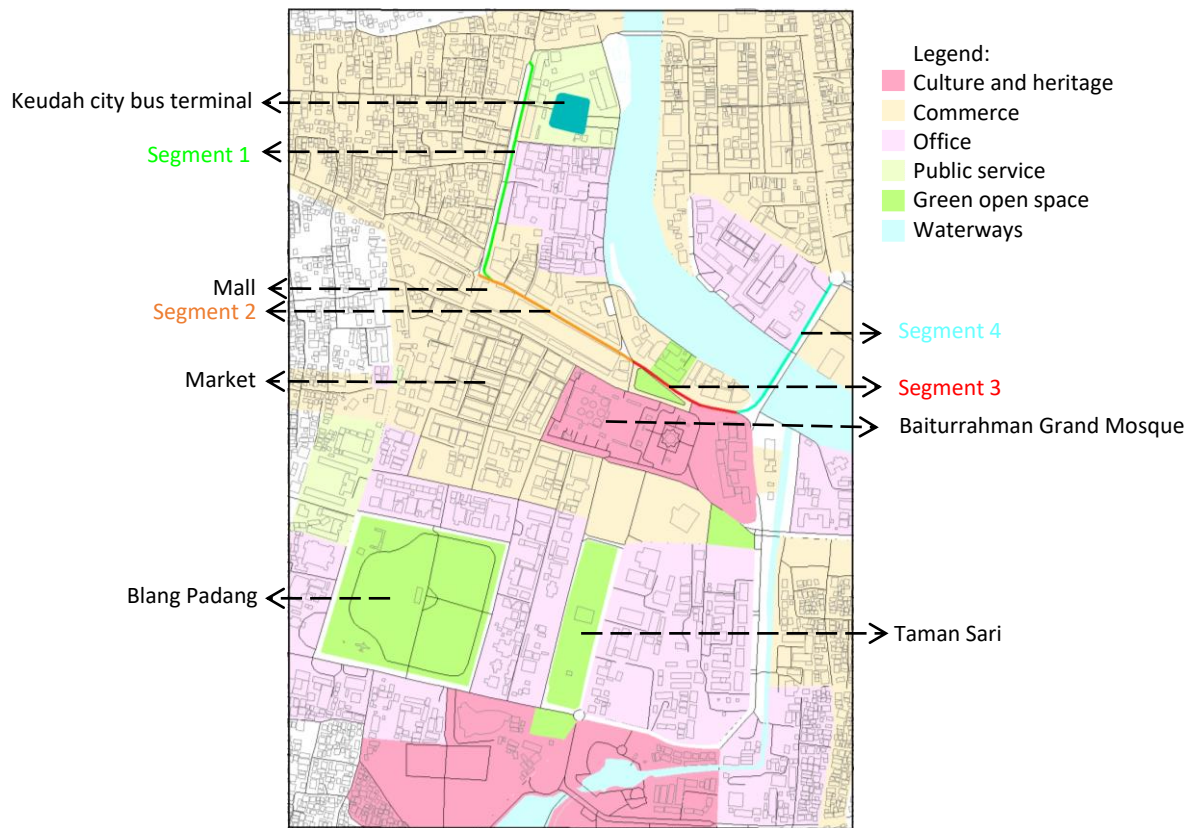 Legend:
Culture and heritage
Commerce
Office
Public service
Green open space
Waterways
Keudah city bus terminal
Segment 1
Mall
Segment 2
Market
Segment 4
Segment 3
Baiturrahman Grand Mosque
Blang Padang
Taman Sari